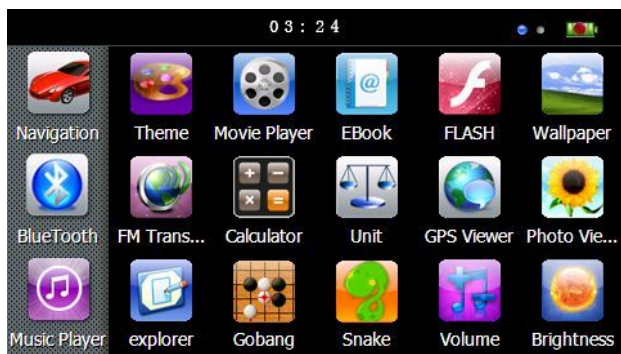 03:24
Navigation Theme Movie Player EBook FLASH Wallpaper
BlueTooth FM Trans... Calculator Unit GPS Viewer Photo Vie...
Music Player explorer Gobang Snake Volume Brightness